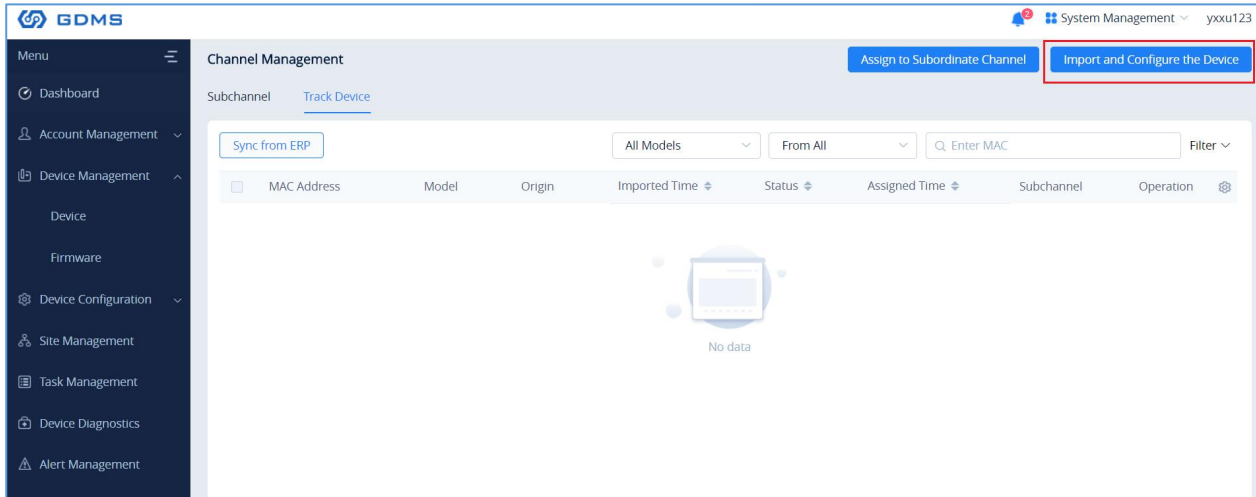 GDMS
2
System Management
yxxu123
Menu
Channel Management
Assign to Subordinate Channel
Import and Configure the Device
Dashboard
Subchannel
Track Device
Account Management
Sync from ERP
All Models
From All
Enter MAC
Filter
Device Management
MAC Address
Model
Origin
Imported Time
Status
Assigned Time
Subchannel
Operation
Device
Firmware
Device Configuration
Site Management
No data
Task Management
Device Diagnostics
Alert Management